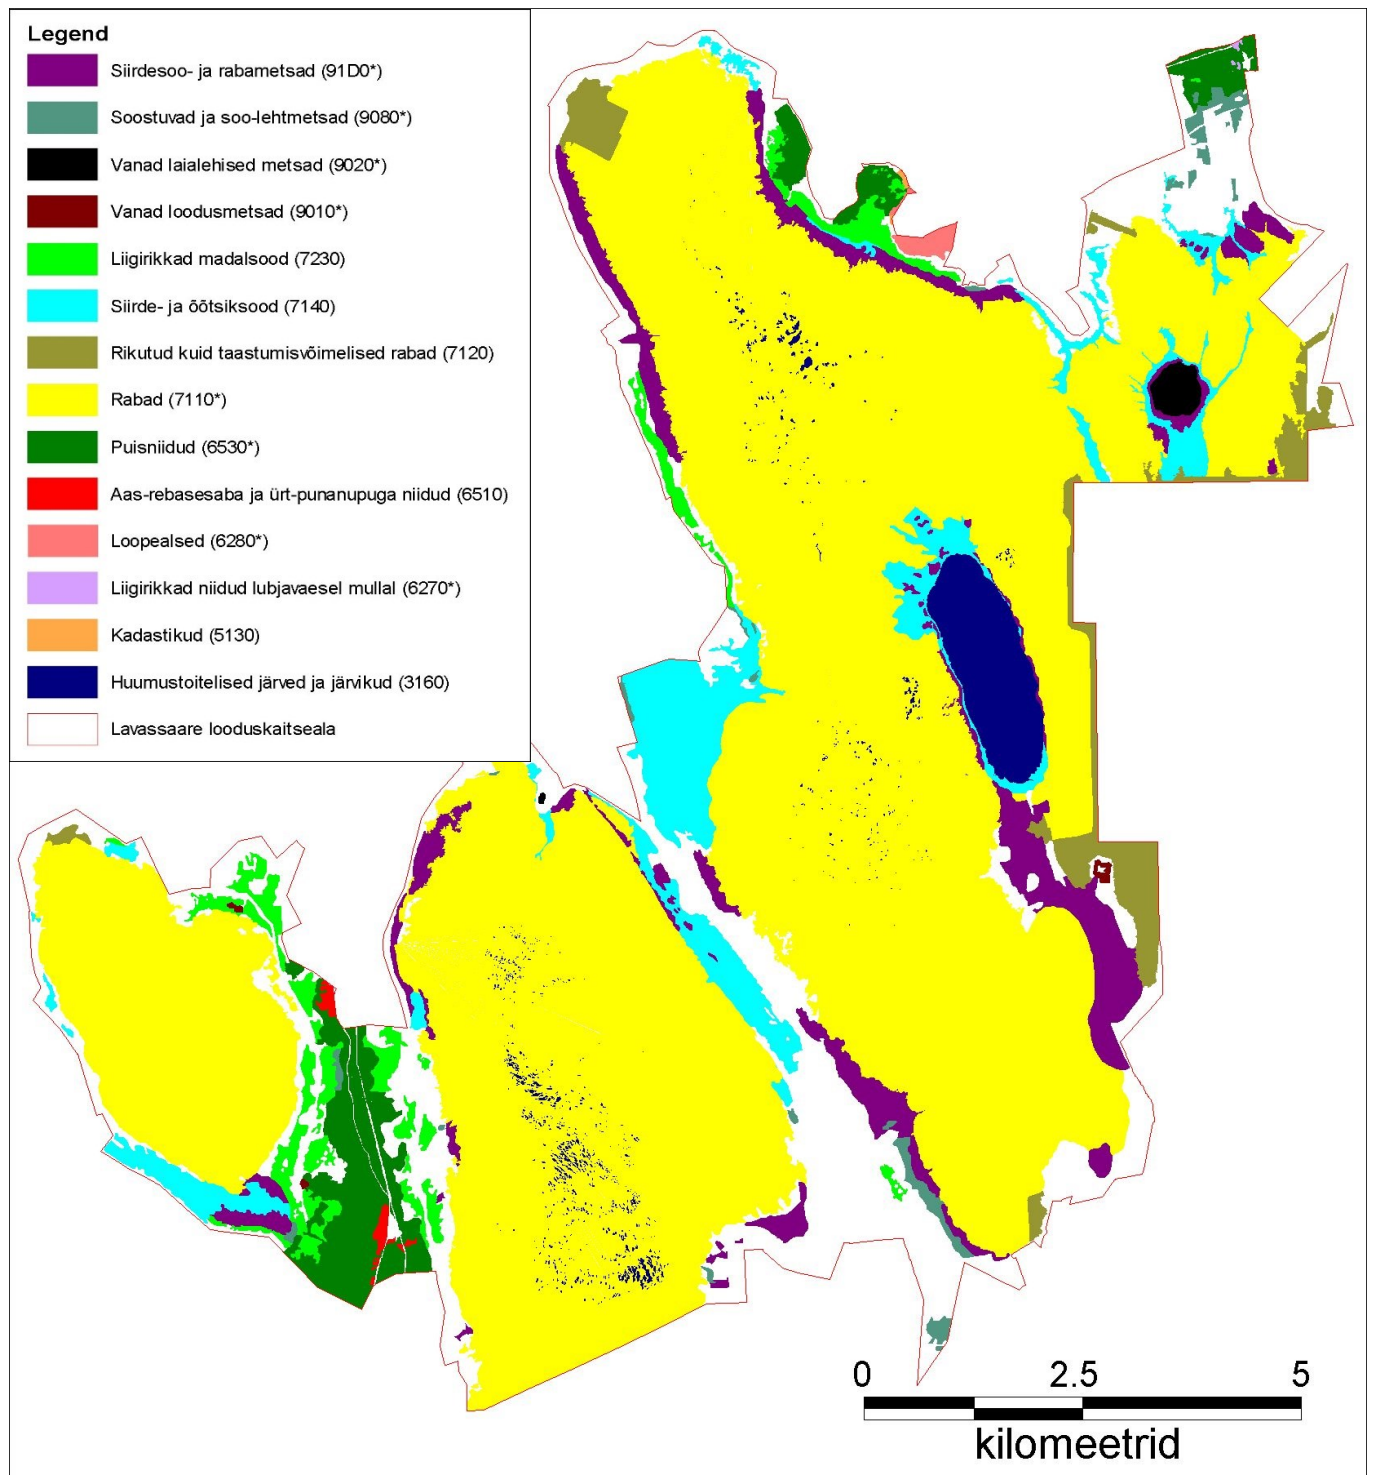 Legend
Siirdesoo- ja rabametsad (91D0*)
Soostuvad ja soo-lehtmetsad (9080*)
Vanad laialehised metsad (9020*)
Vanad loodusmetsad (9010*)
Liigirikkad madalsood (7230)
Siirde- ja õõtsiksood (7140)
Rikutud kuid taastumisvõimelised rabad (7120)
Rabad (7110*)
Puisniidud (6530*)
Aas-rebasesaba ja ürt-punanupuga niidud (6510)
Loopealsed (6280*)
Liigirikkad niidud lubjavaesel mullal (6270*)
Kadastikud (5130)
Huumustoitelised järved ja järvikud (3160)
Lavassaare looduskaitseala
0 2.5 5
kilomeetrid